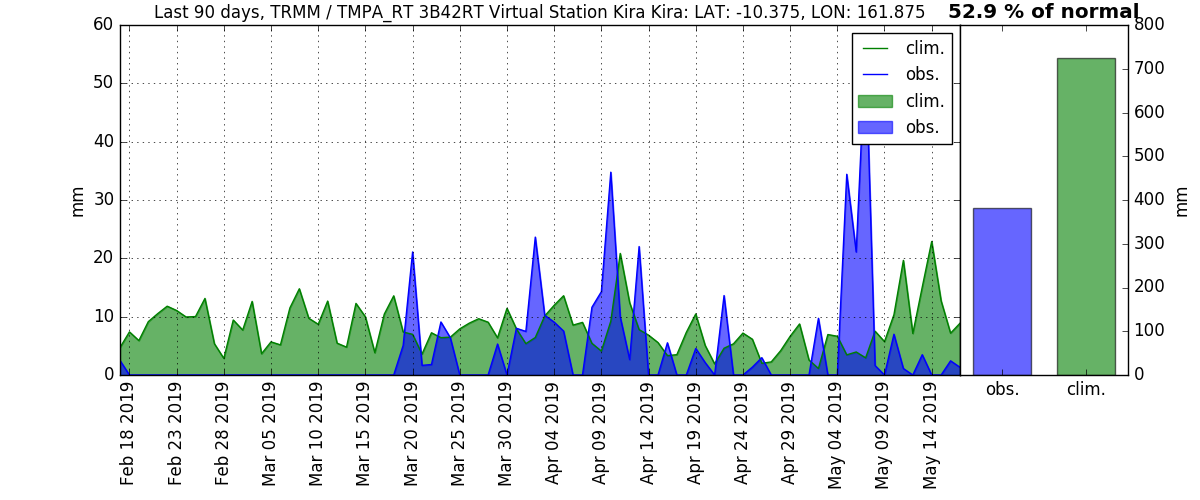 Last 90 days, TRMM / TMPA_RT 3B42RT Virtual Station Kira Kira: LAT: -10.375, LON: 161.875
52.9 % of normal
60
50
40
30
20
10
0
mm
clim.
obs.
clim.
obs.
800
700
600
500
400
300
200
100
0
mm
obs.
clim.
Feb 18 2019
Feb 23 2019
Feb 28 2019
Mar 05 2019
Mar 10 2019
Mar 15 2019
Mar 20 2019
Mar 25 2019
Mar 30 2019
Apr 04 2019
Apr 09 2019
Apr 14 2019
Apr 19 2019
Apr 24 2019
Apr 29 2019
May 04 2019
May 09 2019
May 14 2019